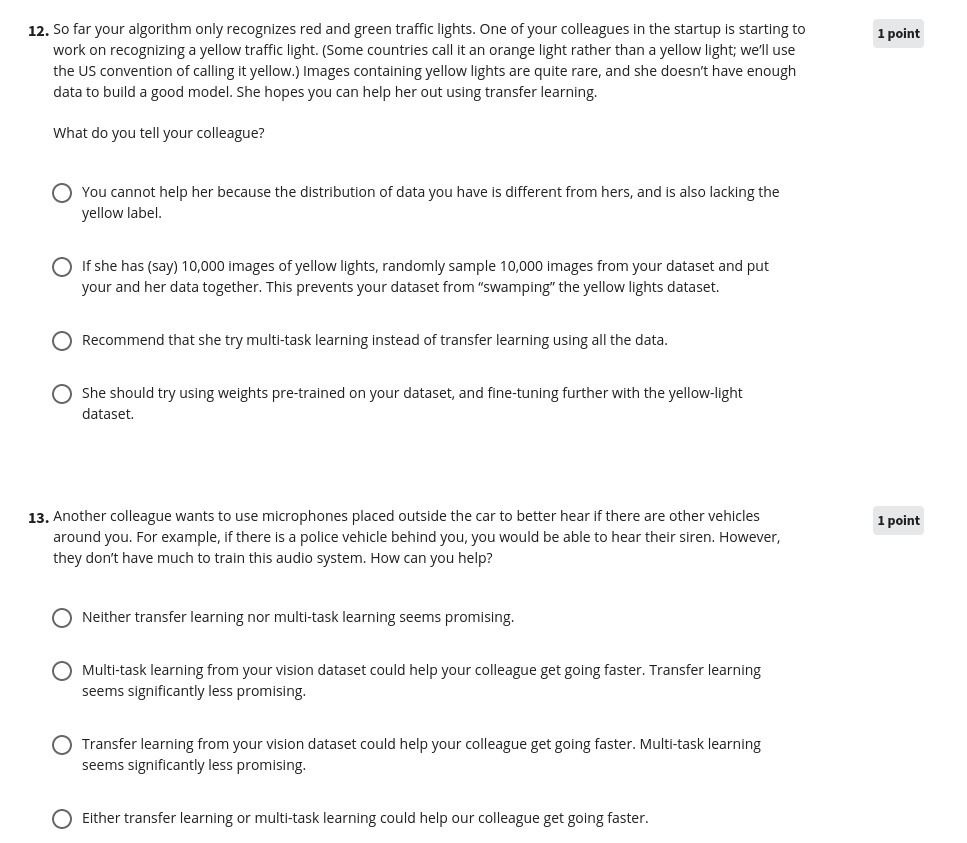 12. So far your algorithm only recognizes red and green traffic lights. One of your colleagues in the startup is starting to
1 point
work on recognizing a yellow traffic light. (Some countries call it an orange light rather than a yellow light; we’ll use
the US convention of calling it yellow.) Images containing yellow lights are quite rare, and she doesn’t have enough
data to build a good model. She hopes you can help her out using transfer learning.
What do you tell your colleague?
You cannot help her because the distribution of data you have is different from hers, and is also lacking the
yellow label.
If she has (say) 10,000 images of yellow lights, randomly sample 10,000 images from your dataset and put
your and her data together. This prevents your dataset from “swamping” the yellow lights dataset.
Recommend that she try multi-task learning instead of transfer learning using all the data.
She should try using weights pre-trained on your dataset, and fine-tuning further with the yellow-light
dataset.
13. Another colleague wants to use microphones placed outside the car to better hear if there are other vehicles
1 point
around you. For example, if there is a police vehicle behind you, you would be able to hear their siren. However,
they don’t have much to train this audio system. How can you help?
Neither transfer learning nor multi-task learning seems promising.
Multi-task learning from your vision dataset could help your colleague get going faster. Transfer learning
seems significantly less promising.
Transfer learning from your vision dataset could help your colleague get going faster. Multi-task learning
seems significantly less promising.
Either transfer learning or multi-task learning could help our colleague get going faster.